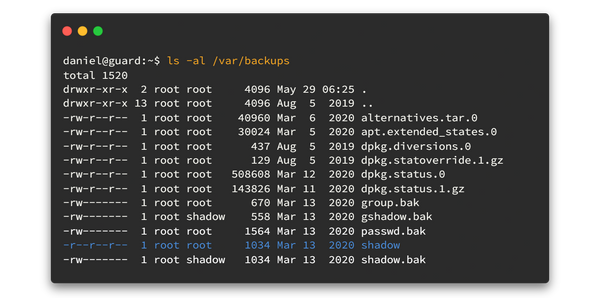 daniel@guard:~$ ls -al /var/backups
total 1520
drwxr-xr-x  2 root root     4096 May 29 06:25 .
drwxr-xr-x 13 root root     4096 Aug  5  2019 ..
-rw-r--r--  1 root root    40960 Mar  6  2020 alternatives.tar.0
-rw-r--r--  1 root root    30024 Mar  5  2020 apt.extended_states.0
-rw-r--r--  1 root root      437 Aug  5  2019 dpkg.diversions.0
-rw-r--r--  1 root root      129 Aug  5  2019 dpkg.statoverride.1.gz
-rw-r--r--  1 root root   508608 Mar 12  2020 dpkg.status.0
-rw-r--r--  1 root root   143826 Mar 11  2020 dpkg.status.1.gz
-rw-------  1 root root      670 Mar 13  2020 group.bak
-rw-------  1 root shadow    558 Mar 13  2020 gshadow.bak
-rw-------  1 root root     1564 Mar 13  2020 passwd.bak
-r--r--r--  1 root root     1034 Mar 13  2020 shadow
-rw-------  1 root shadow   1034 Mar 13  2020 shadow.bak